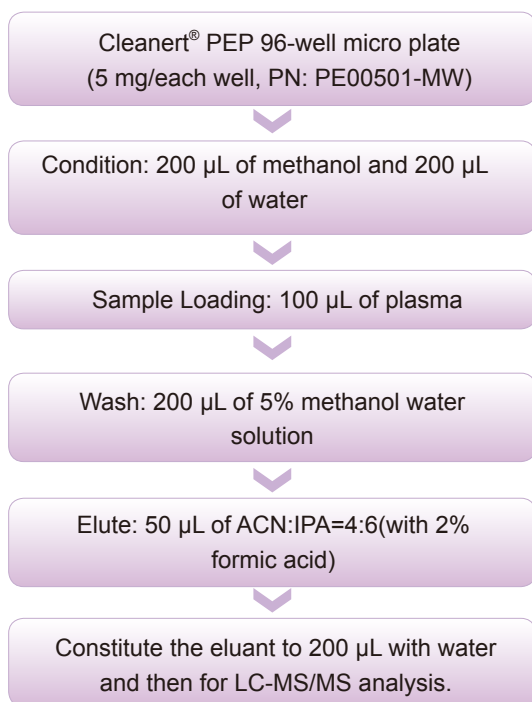 Cleanert® PEP 96-well micro plate
(5 mg/each well, PN: PE00501-MW)
Condition: 200 µL of methanol and 200 µL
of water
Sample Loading: 100 µL of plasma
Wash: 200 µL of 5% methanol water
solution
Elute: 50 µL of ACN:IPA=4:6(with 2%
formic acid)
Constitute the eluant to 200 µL with water
and then for LC-MS/MS analysis.